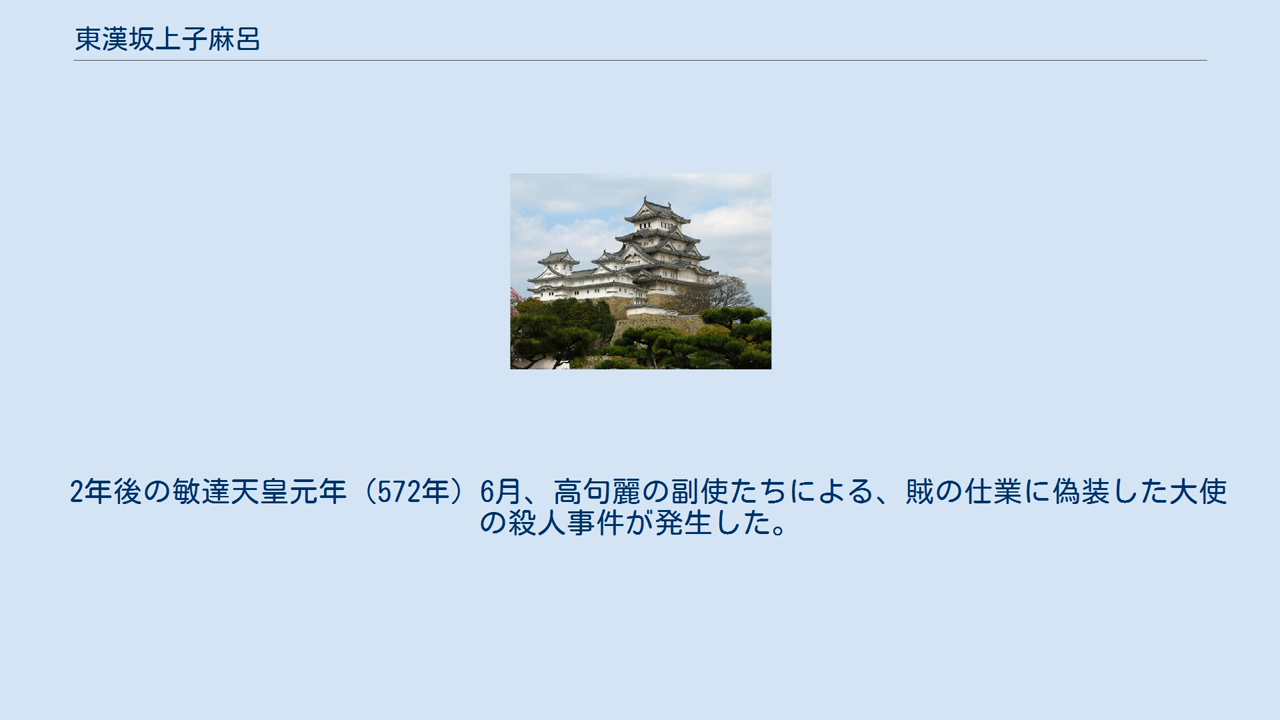 東漢坂上子麻呂
2年後の敏達天皇元年（572年）6月、高句麗の副使たちによる、賊の仕業に偽装した大使
の殺人事件が発生した。